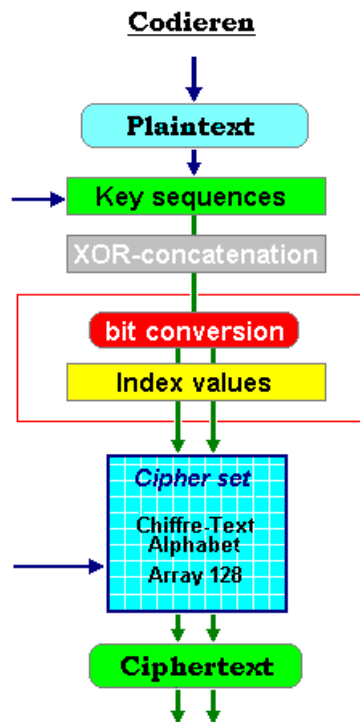 Codieren
Plaintext
Key sequences
XOR-concatenation
bit conversion
Index values
Cipher set
Chiffre-Text
Alphabet
Array 128
Ciphertext